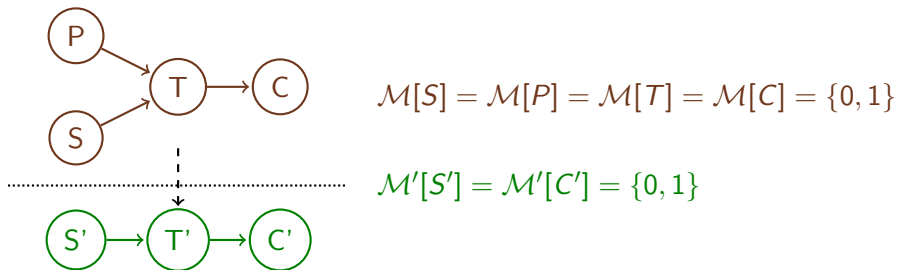 P
T
C
S
ℳ[S] = ℳ[P] = ℳ[T] = ℳ[C] = {0, 1}
ℳ'[S'] = ℳ'[C'] = {0, 1}
S' T' C'